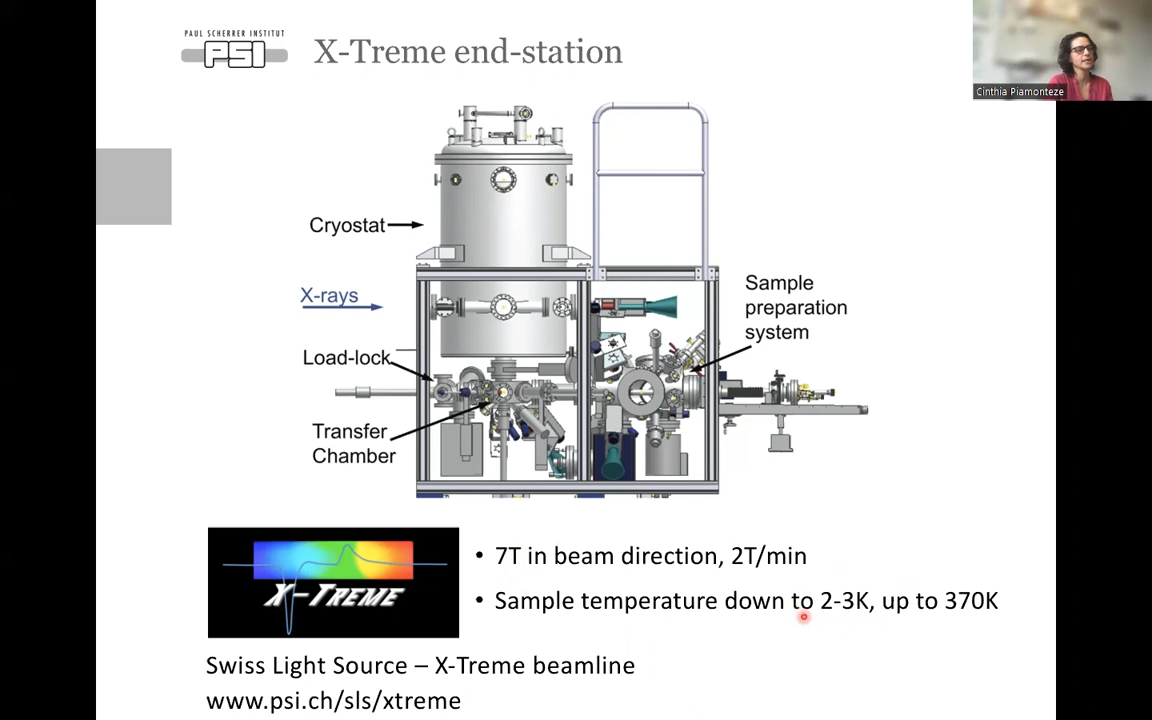 PAUL SCHERRER INSTITUT
PSI
X-Treme end-station
Cinthia Piamonteze
Cryostat
X-rays
Sample
preparation
system
Load-lock
Transfer
Chamber
X-TREME
• 7T in beam direction, 2T/min
• Sample temperature down to 2-3K, up to 370K
Swiss Light Source – X-Treme beamline
www.psi.ch/sls/xtreme